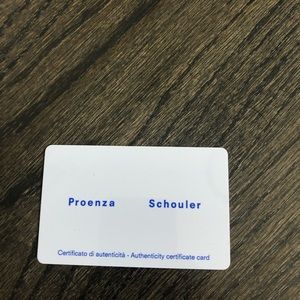 Proenza Schouler
Certificato di autenticità - Authenticity certificate card